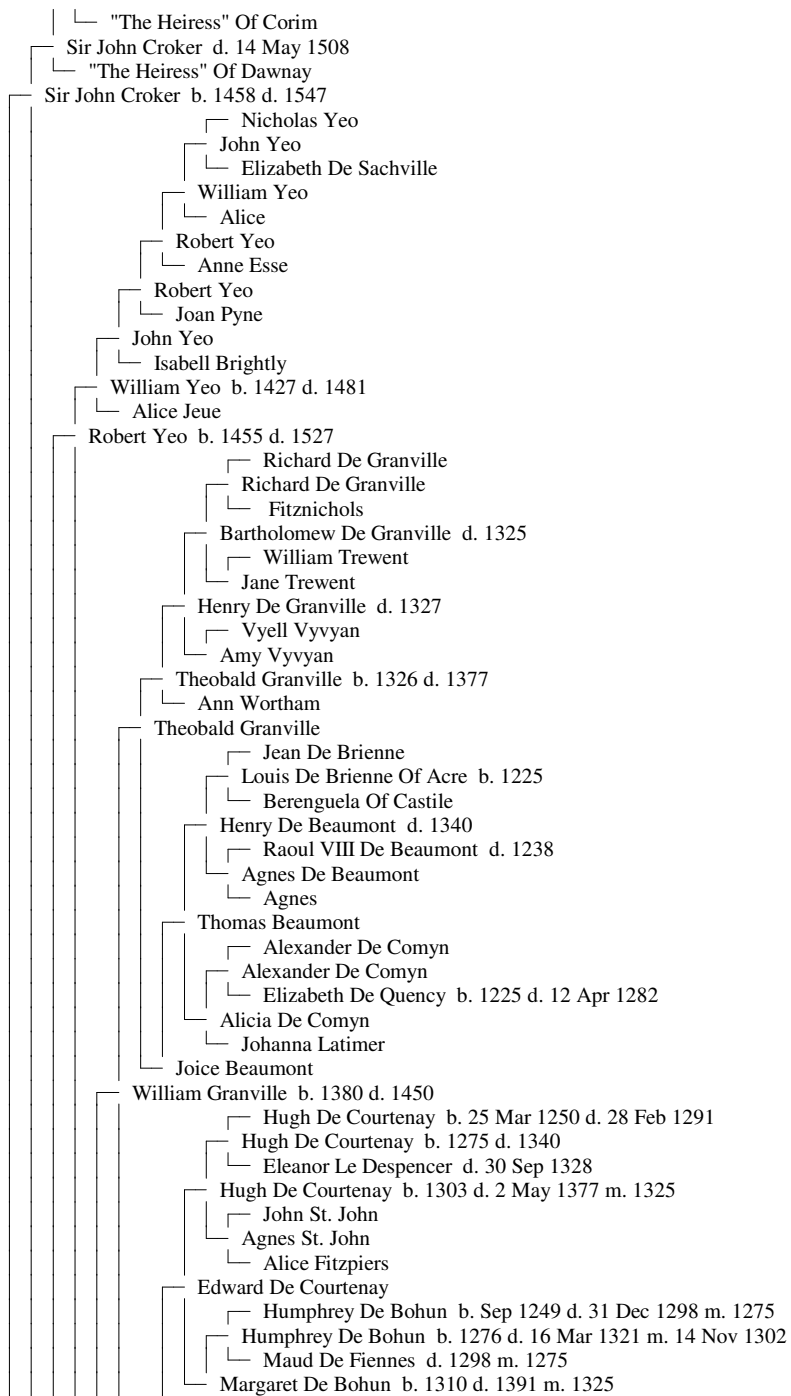 "The Heiress" Of Corim
Sir John Croker d. 14 May 1508
"The Heiress" Of Dawnay
Sir John Croker b. 1458 d. 1547
Nicholas Yeo
John Yeo
Elizabeth De Sachville
William Yeo
Alice
Robert Yeo
Anne Esse
Robert Yeo
Joan Pyne
John Yeo
Isabell Brightly
William Yeo b. 1427 d. 1481
Alice Jeue
Robert Yeo b. 1455 d. 1527
Richard De Granville
Richard De Granville
Fitznichols
Bartholomew De Granville d. 1325
William Trewent
Jane Trewent
Henry De Granville d. 1327
Vyell Vyvyan
Amy Vyvyan
Theobald Granville b. 1326 d. 1377
Ann Wortham
Theobald Granville
Jean De Brienne
Louis De Brienne Of Acre b. 1225
Berenguela Of Castile
Henry De Beaumont d. 1340
Raoul VIII De Beaumont d. 1238
Agnes De Beaumont
Agnes
Thomas Beaumont
Alexander De Comyn
Alexander De Comyn
Elizabeth De Quency b. 1225 d. 12 Apr 1282
Alicia De Comyn
Johanna Latimer
Joice Beaumont
William Granville b. 1380 d. 1450
Hugh De Courtenay b. 25 Mar 1250 d. 28 Feb 1291
Hugh De Courtenay b. 1275 d. 1340
Eleanor Le Despencer d. 30 Sep 1328
Hugh De Courtenay b. 1303 d. 2 May 1377 m. 1325
John St. John
Agnes St. John
Alice Fitzpiers
Edward De Courtenay
Humphrey De Bohun b. Sep 1249 d. 31 Dec 1298 m. 1275
Humphrey De Bohun b. 1276 d. 16 Mar 1321 m. 14 Nov 1302
Maud De Fiennes d. 1298 m. 1275
Margaret De Bohun b. 1310 d. 1391 m. 1325